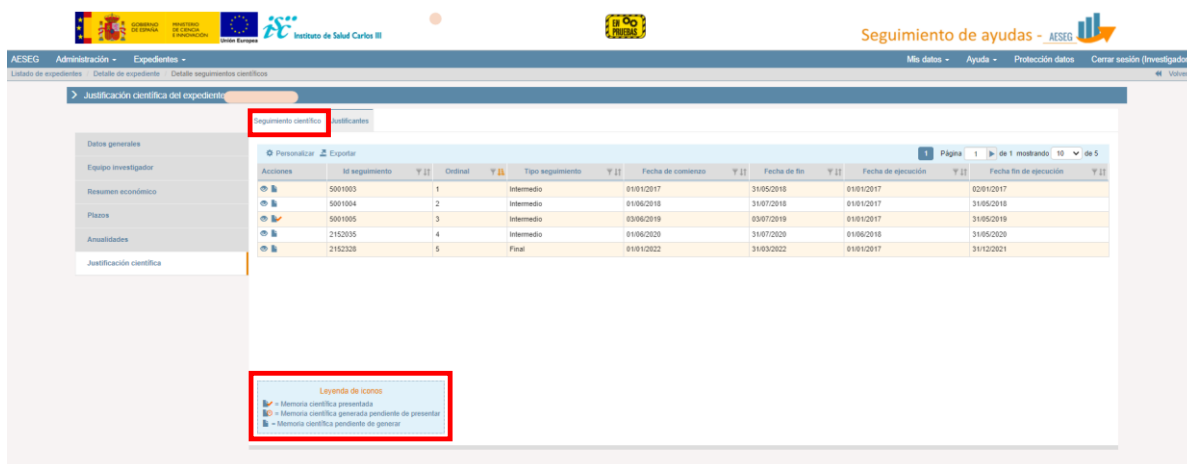 GOBIERNO DE ESPAÑA
MINISTERIO DE CIENCIA E INNOVACIÓN
Unión Europea
Instituto de Salud Carlos III
EN PRUEBAS
Seguimiento de ayudas - AESEG
AESEG Administración Expedientes Mis datos Ayuda Protección datos Cerrar sesión (Investigador
Listado de expedientes / Detalle de expediente / Detalle seguimientos científicos Volve
Justificación científica del expediente
Seguimiento científico Justificantes
Datos generales
Equipo investigador
Resumen económico
Plazos
Anualidades
Justificación científica
Personalizar Exportar 1 Página 1 de 1 mostrando 10 de 5
Acciones Id seguimiento Ordinal Tipo seguimiento Fecha de comienzo Fecha de fin Fecha de ejecución Fecha fin de ejecución
5001003 1 Intermedio 01/01/2017 31/05/2018 01/01/2017 02/01/2017
5001004 2 Intermedio 01/06/2018 31/07/2018 01/01/2017 31/05/2018
5001005 3 Intermedio 03/06/2019 03/07/2019 01/01/2017 31/05/2019
2152035 4 Intermedio 01/06/2020 31/07/2020 01/06/2018 31/05/2020
2152328 5 Final 01/01/2022 31/03/2022 01/01/2017 31/12/2021
Leyenda de iconos
= Memoria científica presentada
= Memoria científica generada pendiente de presentar
= Memoria científica pendiente de generar